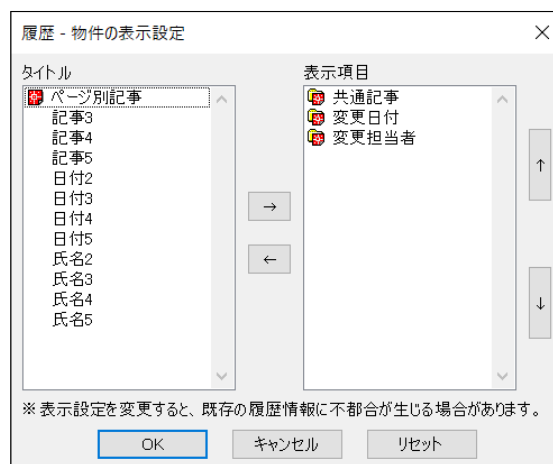 履歴 - 物件の表示設定
タイトル
ページ別記事
記事3
記事4
記事5
日付2
日付3
日付4
日付5
氏名2
氏名3
氏名4
氏名5
→
←
表示項目
共通記事
変更日付
変更担当者
↑
↓
※表示設定を変更すると、既存の履歴情報に不都合が生じる場合があります。
OK
キャンセル
リセット